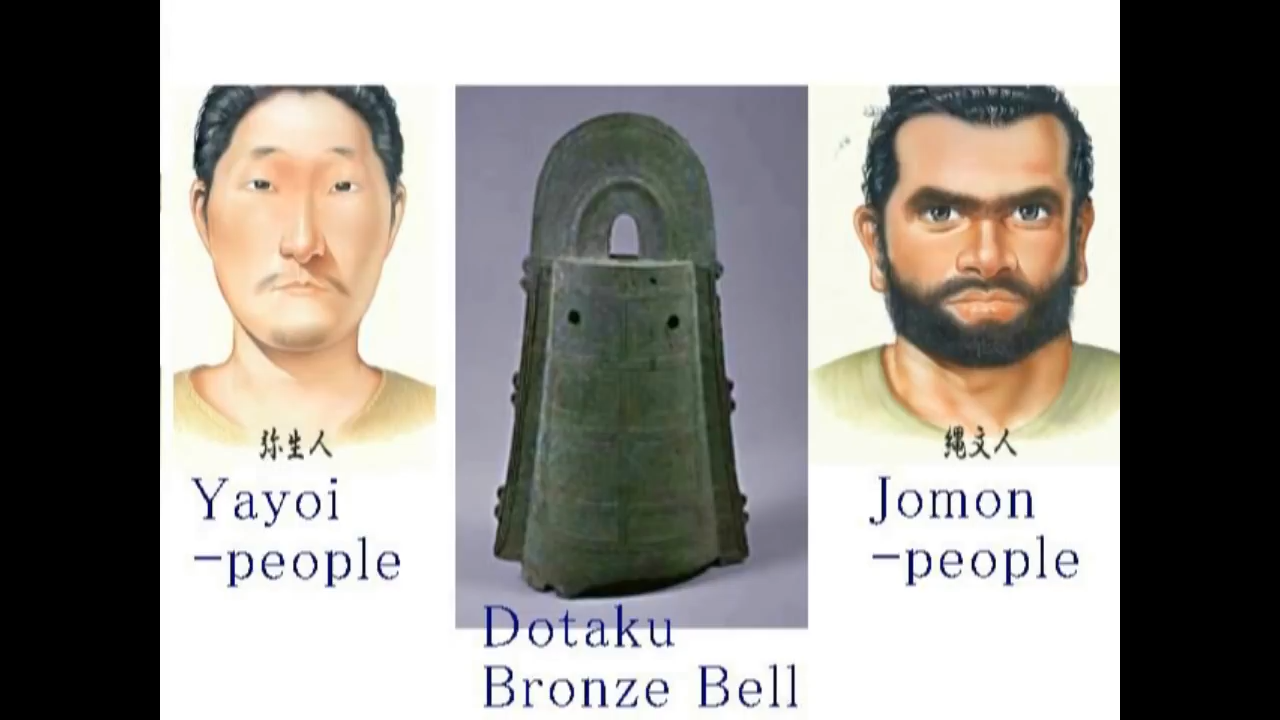 弥生人
Yayoi
-people
Dotaku
Bronze Bell
縄文人
Jomon
-people